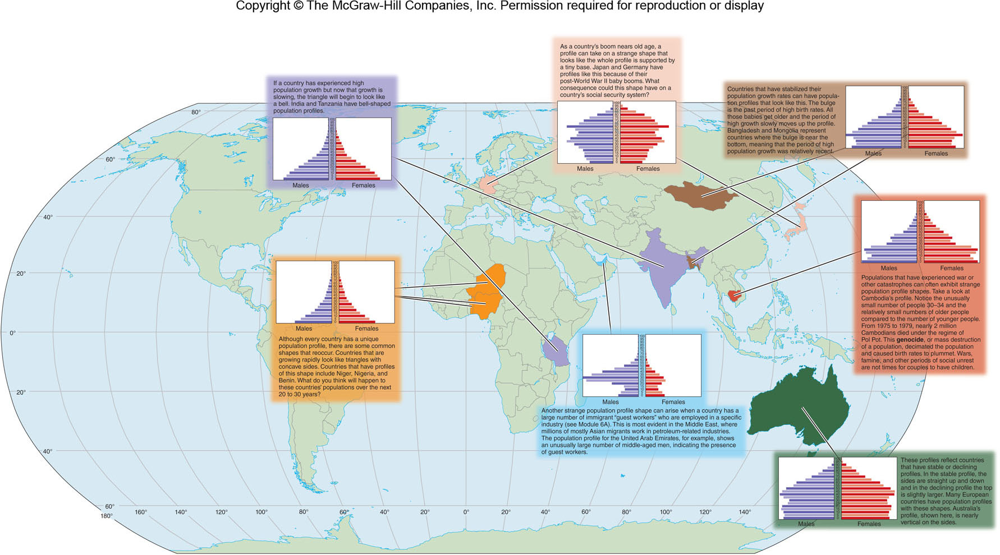 Copyright © The McGraw-Hill Companies, Inc. Permission required for reproduction or display
If a country has experienced high
population growth but now that growth is
slowing, the triangle will begin to look like
a bell. India and Tanzania have bell-shaped
population profiles.
Males
Females
As a country's boom nears old age, a
profile can take on a strange shape that
looks like the whole profile is supported by
a tiny base. Japan and Germany have
profiles like this because of their
post-World War II baby booms. What
consequence could this shape have on a
country's social security system?
Males
Females
Countries that have stabilized their
population growth rates can have popula-
tion profiles that look like this. The bulge
is the past period of high birth rates. All
those babies get older and the period of
high growth slowly moves up the profile.
Bangladesh and Mongolia represent
countries where the bulge is near the
bottom, meaning that the period of high
population growth was relatively recent.
Males
Females
Males
Females
Populations that have experienced war or
other catastrophes can often exhibit strange
population profile shapes. Take a look at
Cambodia's profile. Notice the unusually
small number of people 30–34 and the
relatively small numbers of older people
compared to the number of younger people.
From 1975 to 1979, nearly 2 million
Cambodians died under the regime of
Pol Pot. This genocide, or mass destruction
of a population, decimated the population
and caused birth rates to plummet. Wars,
famine, and other periods of social unrest
are not times for couples to have children.
Males
Females
Although every country has a unique
population profile, there are some common
shapes that reoccur. Countries that are
growing rapidly look like triangles with
concave sides. Countries that have profiles
of this shape include Niger, Nigeria, and
Benin. What do you think will happen to
these countries' populations over the next
20 to 30 years?
Males
Females
Another strange population profile shape can arise when a country has a
large number of immigrant "guest workers" who are employed in a specific
industry (see Module 6A). This is most evident in the Middle East, where
millions of mostly Asian migrants work in petroleum-related industries.
The population profile for the United Arab Emirates, for example, shows
an unusually large number of middle-aged men, indicating the presence
of guest workers.
Males
Females
These profiles reflect countries
that have stable or declining
profiles. In the stable profile, the
sides are straight up and down
and in the declining profile the top
is slightly larger. Many European
countries have population profiles
with these shapes. Australia's
profile, shown here, is nearly
vertical on the sides.
80°
60°
40°
20°
0°
20°
40°
60°
180°
160°
140°
120°
100°
80°
60°
40°
20°
0°
20°
40°
60°
80°
100°
120°
140°